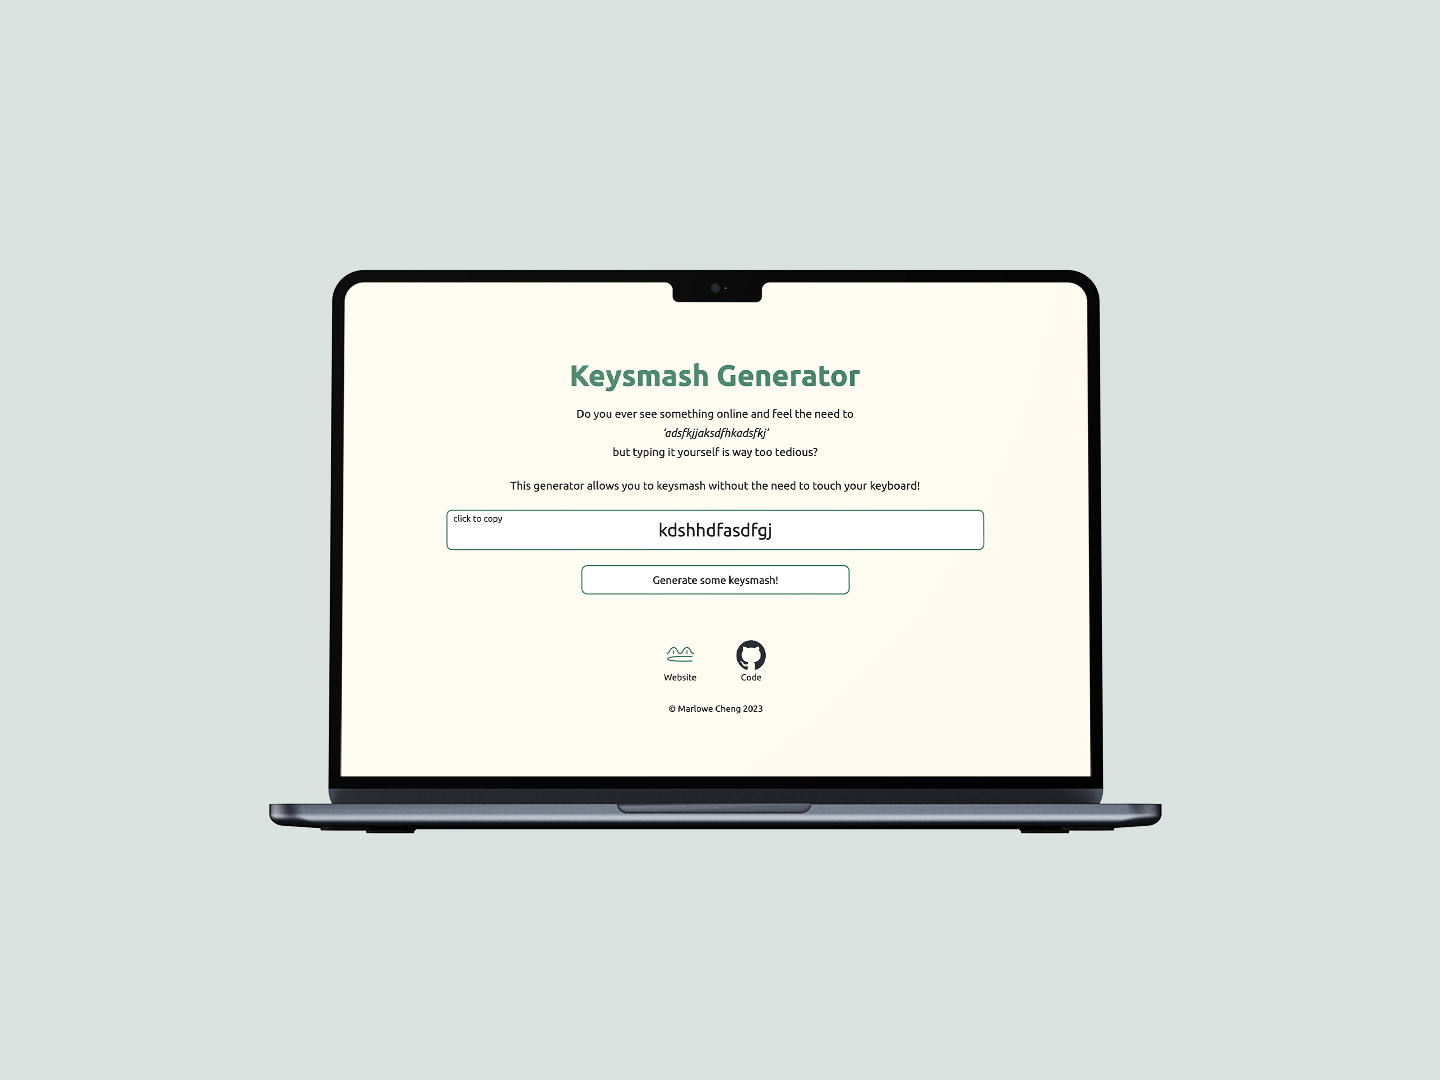 Keysmash Generator
Do you ever see something online and feel the need to
'adsfkjjaksdfhkadsfkj'
but typing it yourself is way too tedious?
This generator allows you to keysmash without the need to touch your keyboard!
click to copy
kdshhdfasdfgj
Generate some keysmash!
Website
Code
© Marlowe Cheng 2023